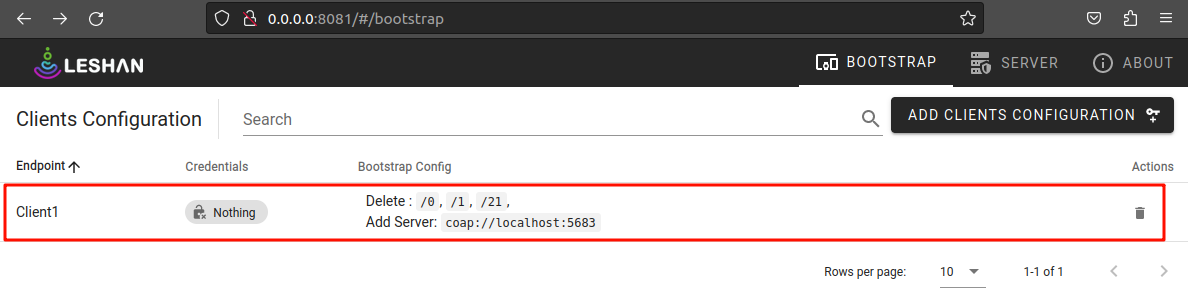 0.0.0.0:8081/#/bootstrap
LESHAN BOOTSTRAP SERVER ABOUT
Clients Configuration Search ADD CLIENTS CONFIGURATION
Endpoint Credentials Bootstrap Config Actions
Client1 Nothing Delete : /0, /1, /21,
Add Server: coap://localhost:5683
Rows per page: 10 1-1 of 1